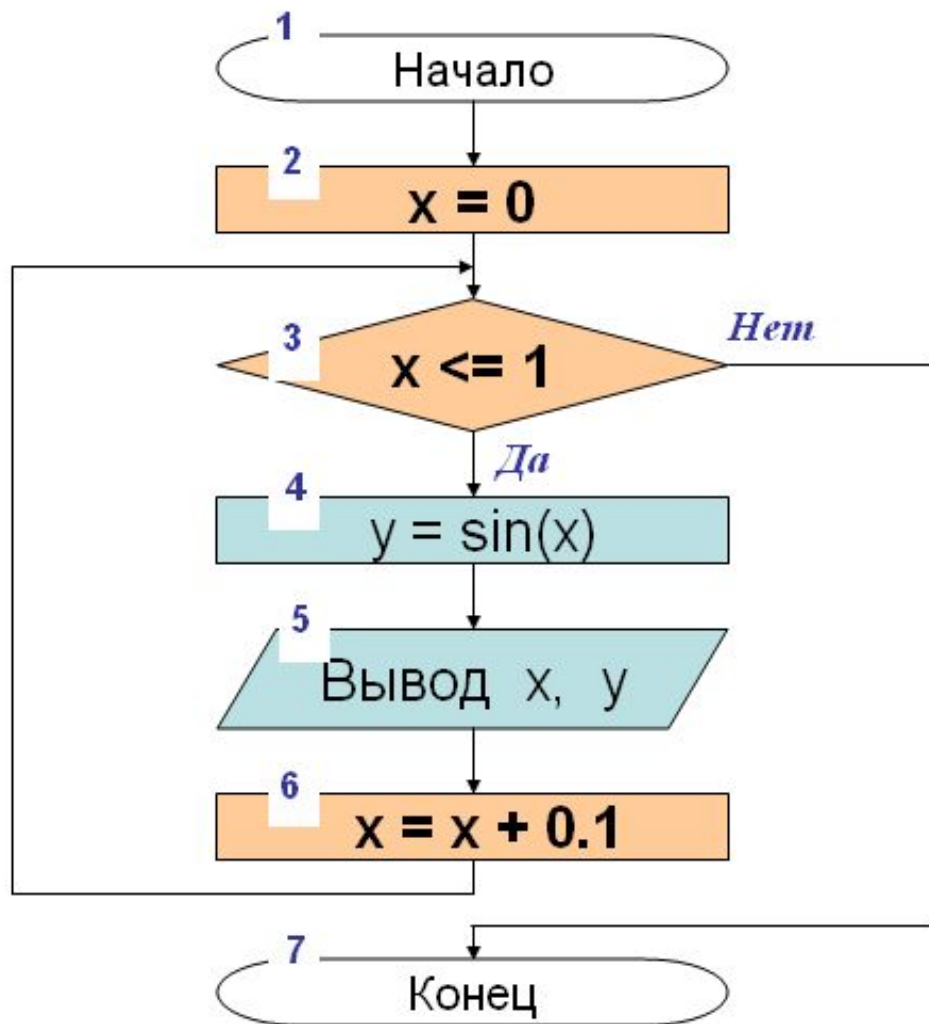 1
Начало
2
x = 0
3
x <= 1
Нет
Да
4
y = sin(x)
5
Вывод x, y
6
x = x + 0.1
7
Конец